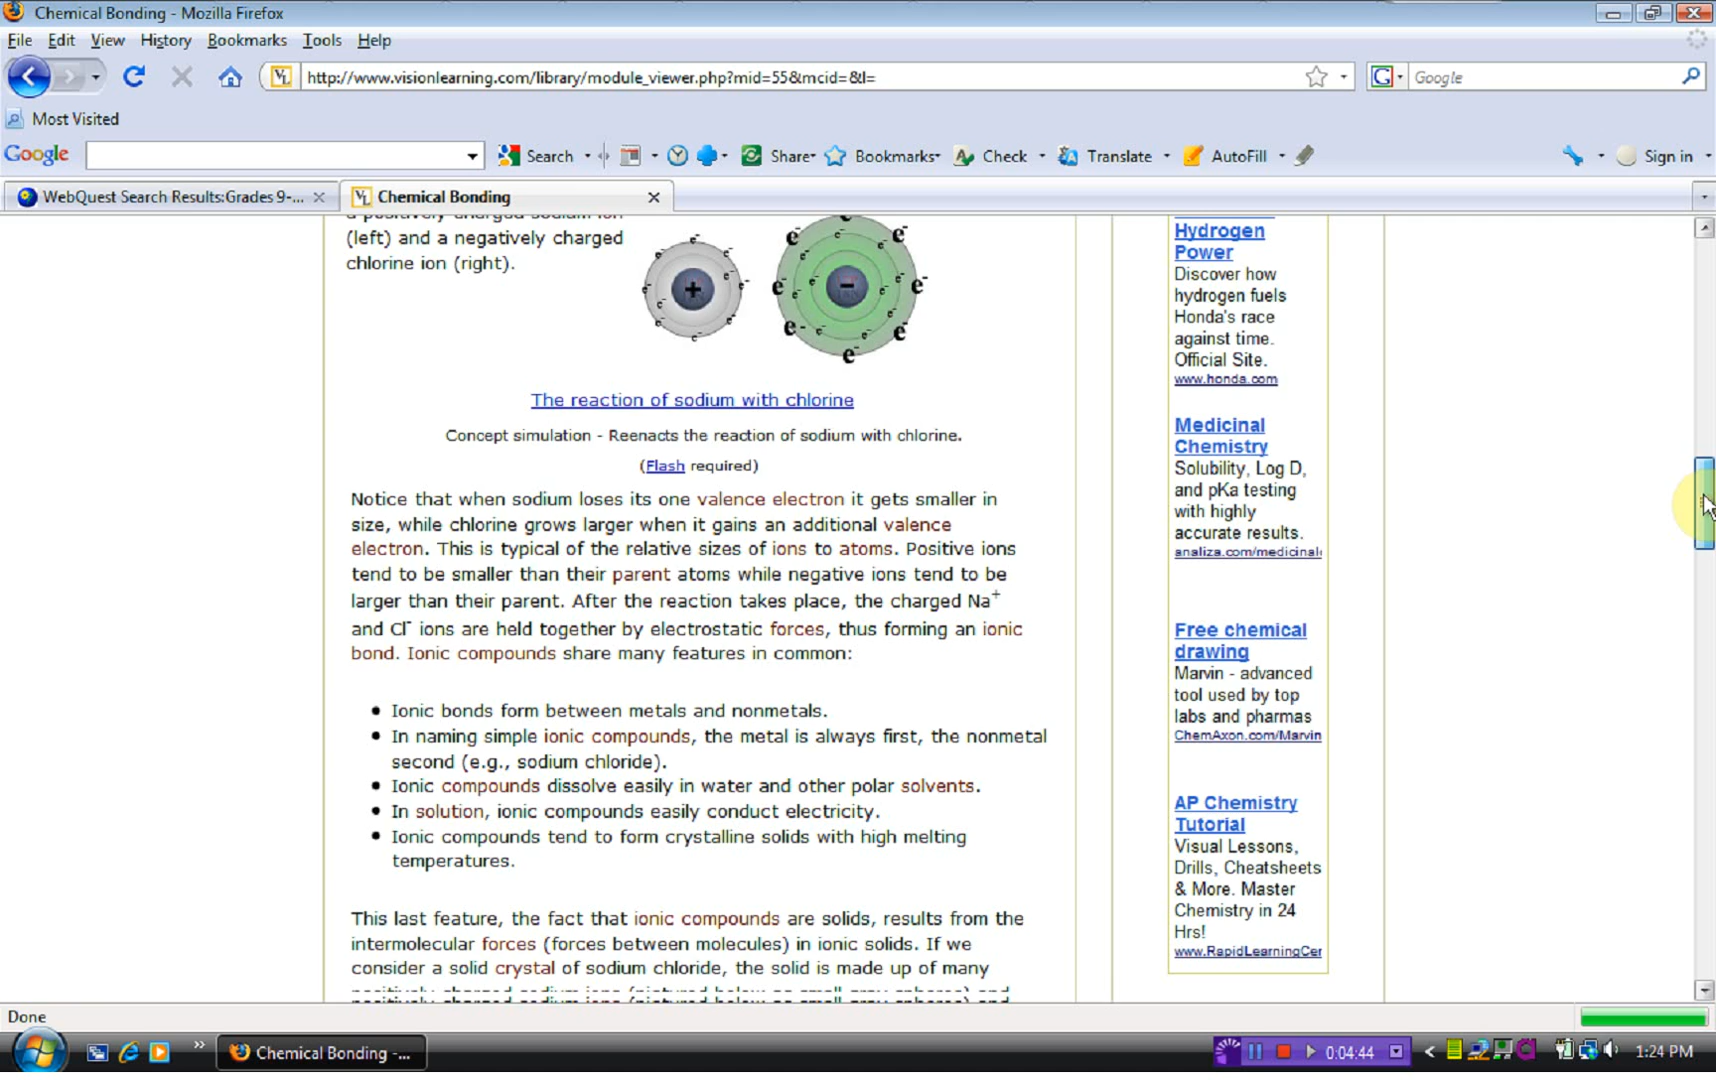 Chemical Bonding - Mozilla Firefox
File Edit View History Bookmarks Tools Help
http://www.visionlearning.com/library/module_viewer.php?mid=55&mcid=&l=
Google
Most Visited
Google Search Share Bookmarks Check Translate AutoFill Sign in
WebQuest Search Results:Grades 9-...
Chemical Bonding
(left) and a negatively charged
chlorine ion (right).
+
-
e⁻
The reaction of sodium with chlorine
Concept simulation - Reenacts the reaction of sodium with chlorine.
(Flash required)
Notice that when sodium loses its one valence electron it gets smaller in
size, while chlorine grows larger when it gains an additional valence
electron. This is typical of the relative sizes of ions to atoms. Positive ions
tend to be smaller than their parent atoms while negative ions tend to be
larger than their parent. After the reaction takes place, the charged Na⁺
and Cl⁻ ions are held together by electrostatic forces, thus forming an ionic
bond. Ionic compounds share many features in common:
• Ionic bonds form between metals and nonmetals.
• In naming simple ionic compounds, the metal is always first, the nonmetal
second (e.g., sodium chloride).
• Ionic compounds dissolve easily in water and other polar solvents.
• In solution, ionic compounds easily conduct electricity.
• Ionic compounds tend to form crystalline solids with high melting
temperatures.
This last feature, the fact that ionic compounds are solids, results from the
intermolecular forces (forces between molecules) in ionic solids. If we
consider a solid crystal of sodium chloride, the solid is made up of many
Hydrogen
Power
Discover how
hydrogen fuels
Honda's race
against time.
Official Site.
www.honda.com
Medicinal
Chemistry
Solubility, Log D,
and pKa testing
with highly
accurate results.
analiza.com/medicinal
Free chemical
drawing
Marvin - advanced
tool used by top
labs and pharmas
ChemAxon.com/Marvin
AP Chemistry
Tutorial
Visual Lessons,
Drills, Cheatsheets
& More. Master
Chemistry in 24
Hrs!
www.RapidLearningCer
Done
Chemical Bonding -...
0:04:44
1:24 PM